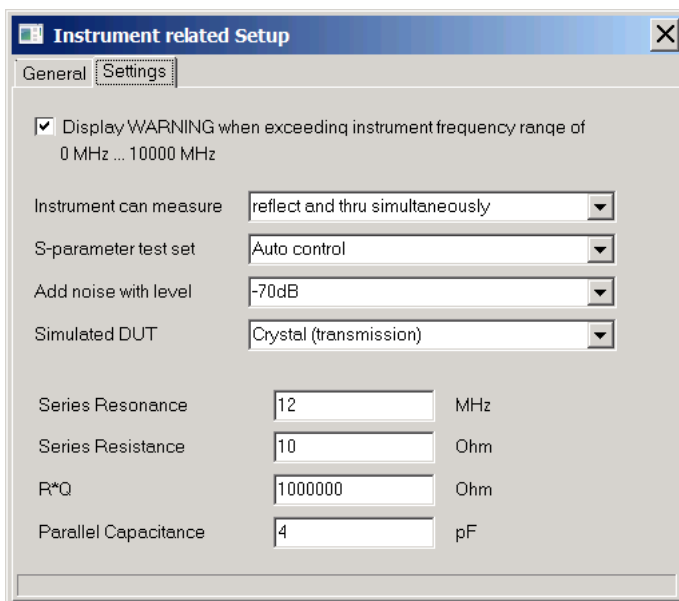 Instrument related Setup
General Settings
Display WARNING when exceeding instrument frequency range of
0 MHz ... 10000 MHz
Instrument can measure reflect and thru simultaneously
S-parameter test set Auto control
Add noise with level -70dB
Simulated DUT Crystal (transmission)
Series Resonance 12 MHz
Series Resistance 10 Ohm
R*Q 1000000 Ohm
Parallel Capacitance 4 pF